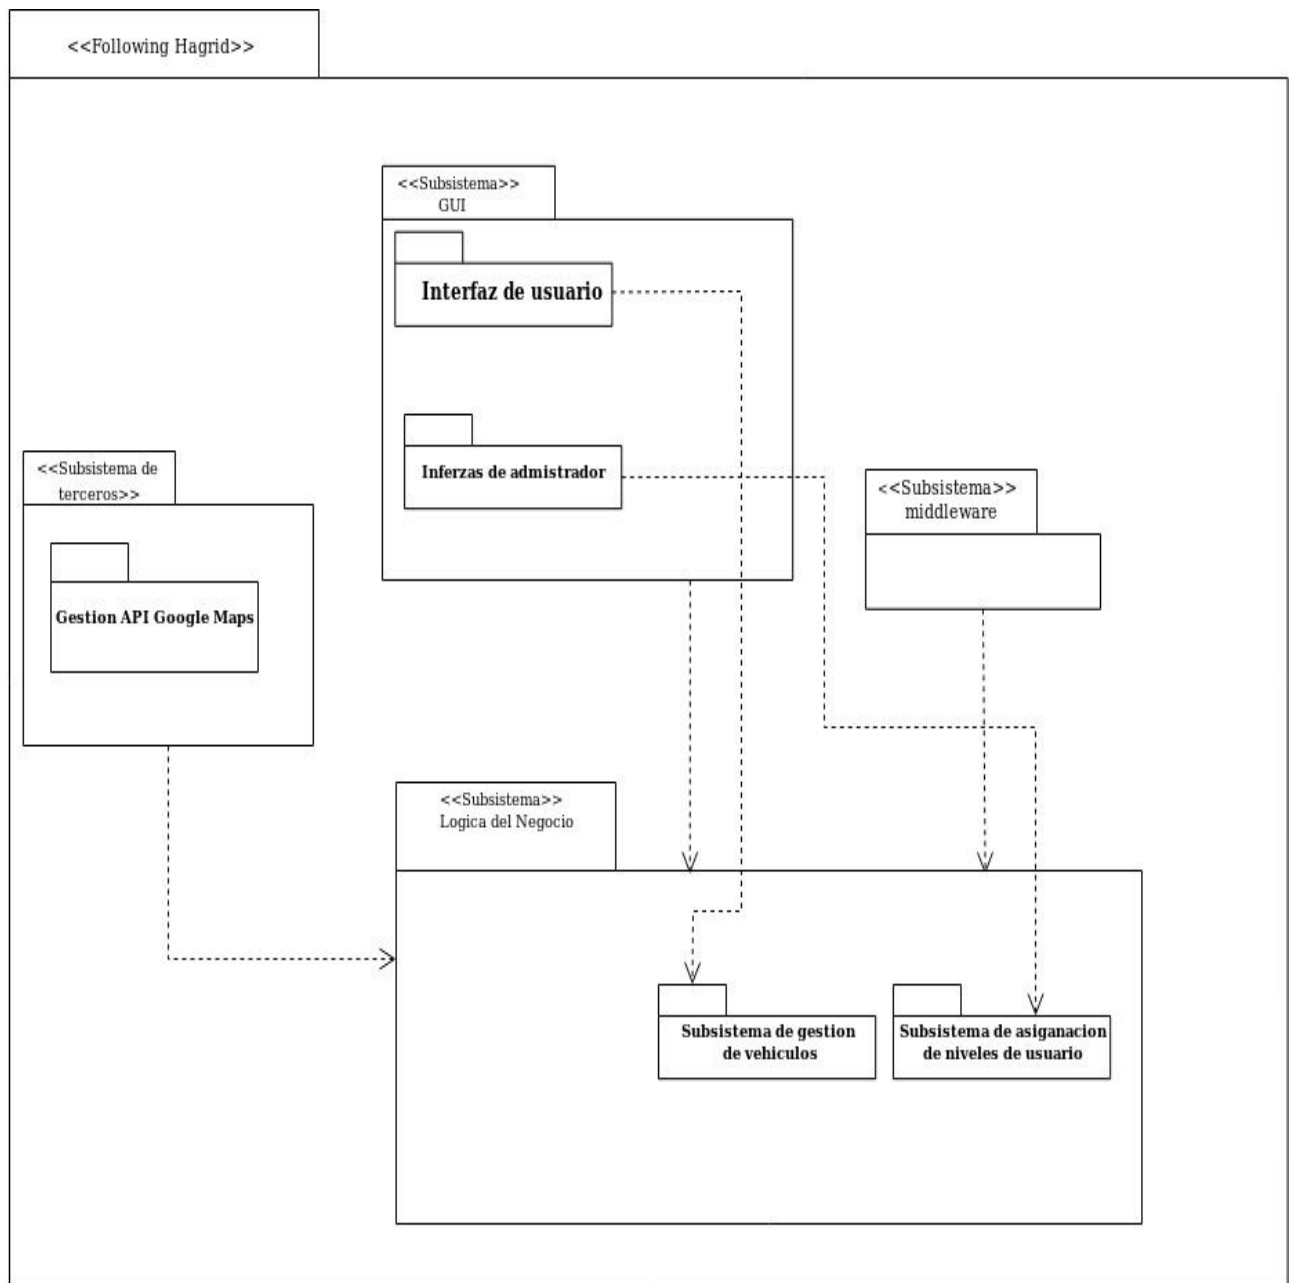 <<Following Hagrid>>
<<Subsistema>>
GUI
Interfaz de usuario
Inferzas de admistrador
<<Subsistema de
terceros>>
Gestion API Google Maps
<<Subsistema>>
middleware
<<Subsistema>>
Logica del Negocio
Subsistema de gestion
de vehiculos
Subsistema de asiganacion
de niveles de usuario